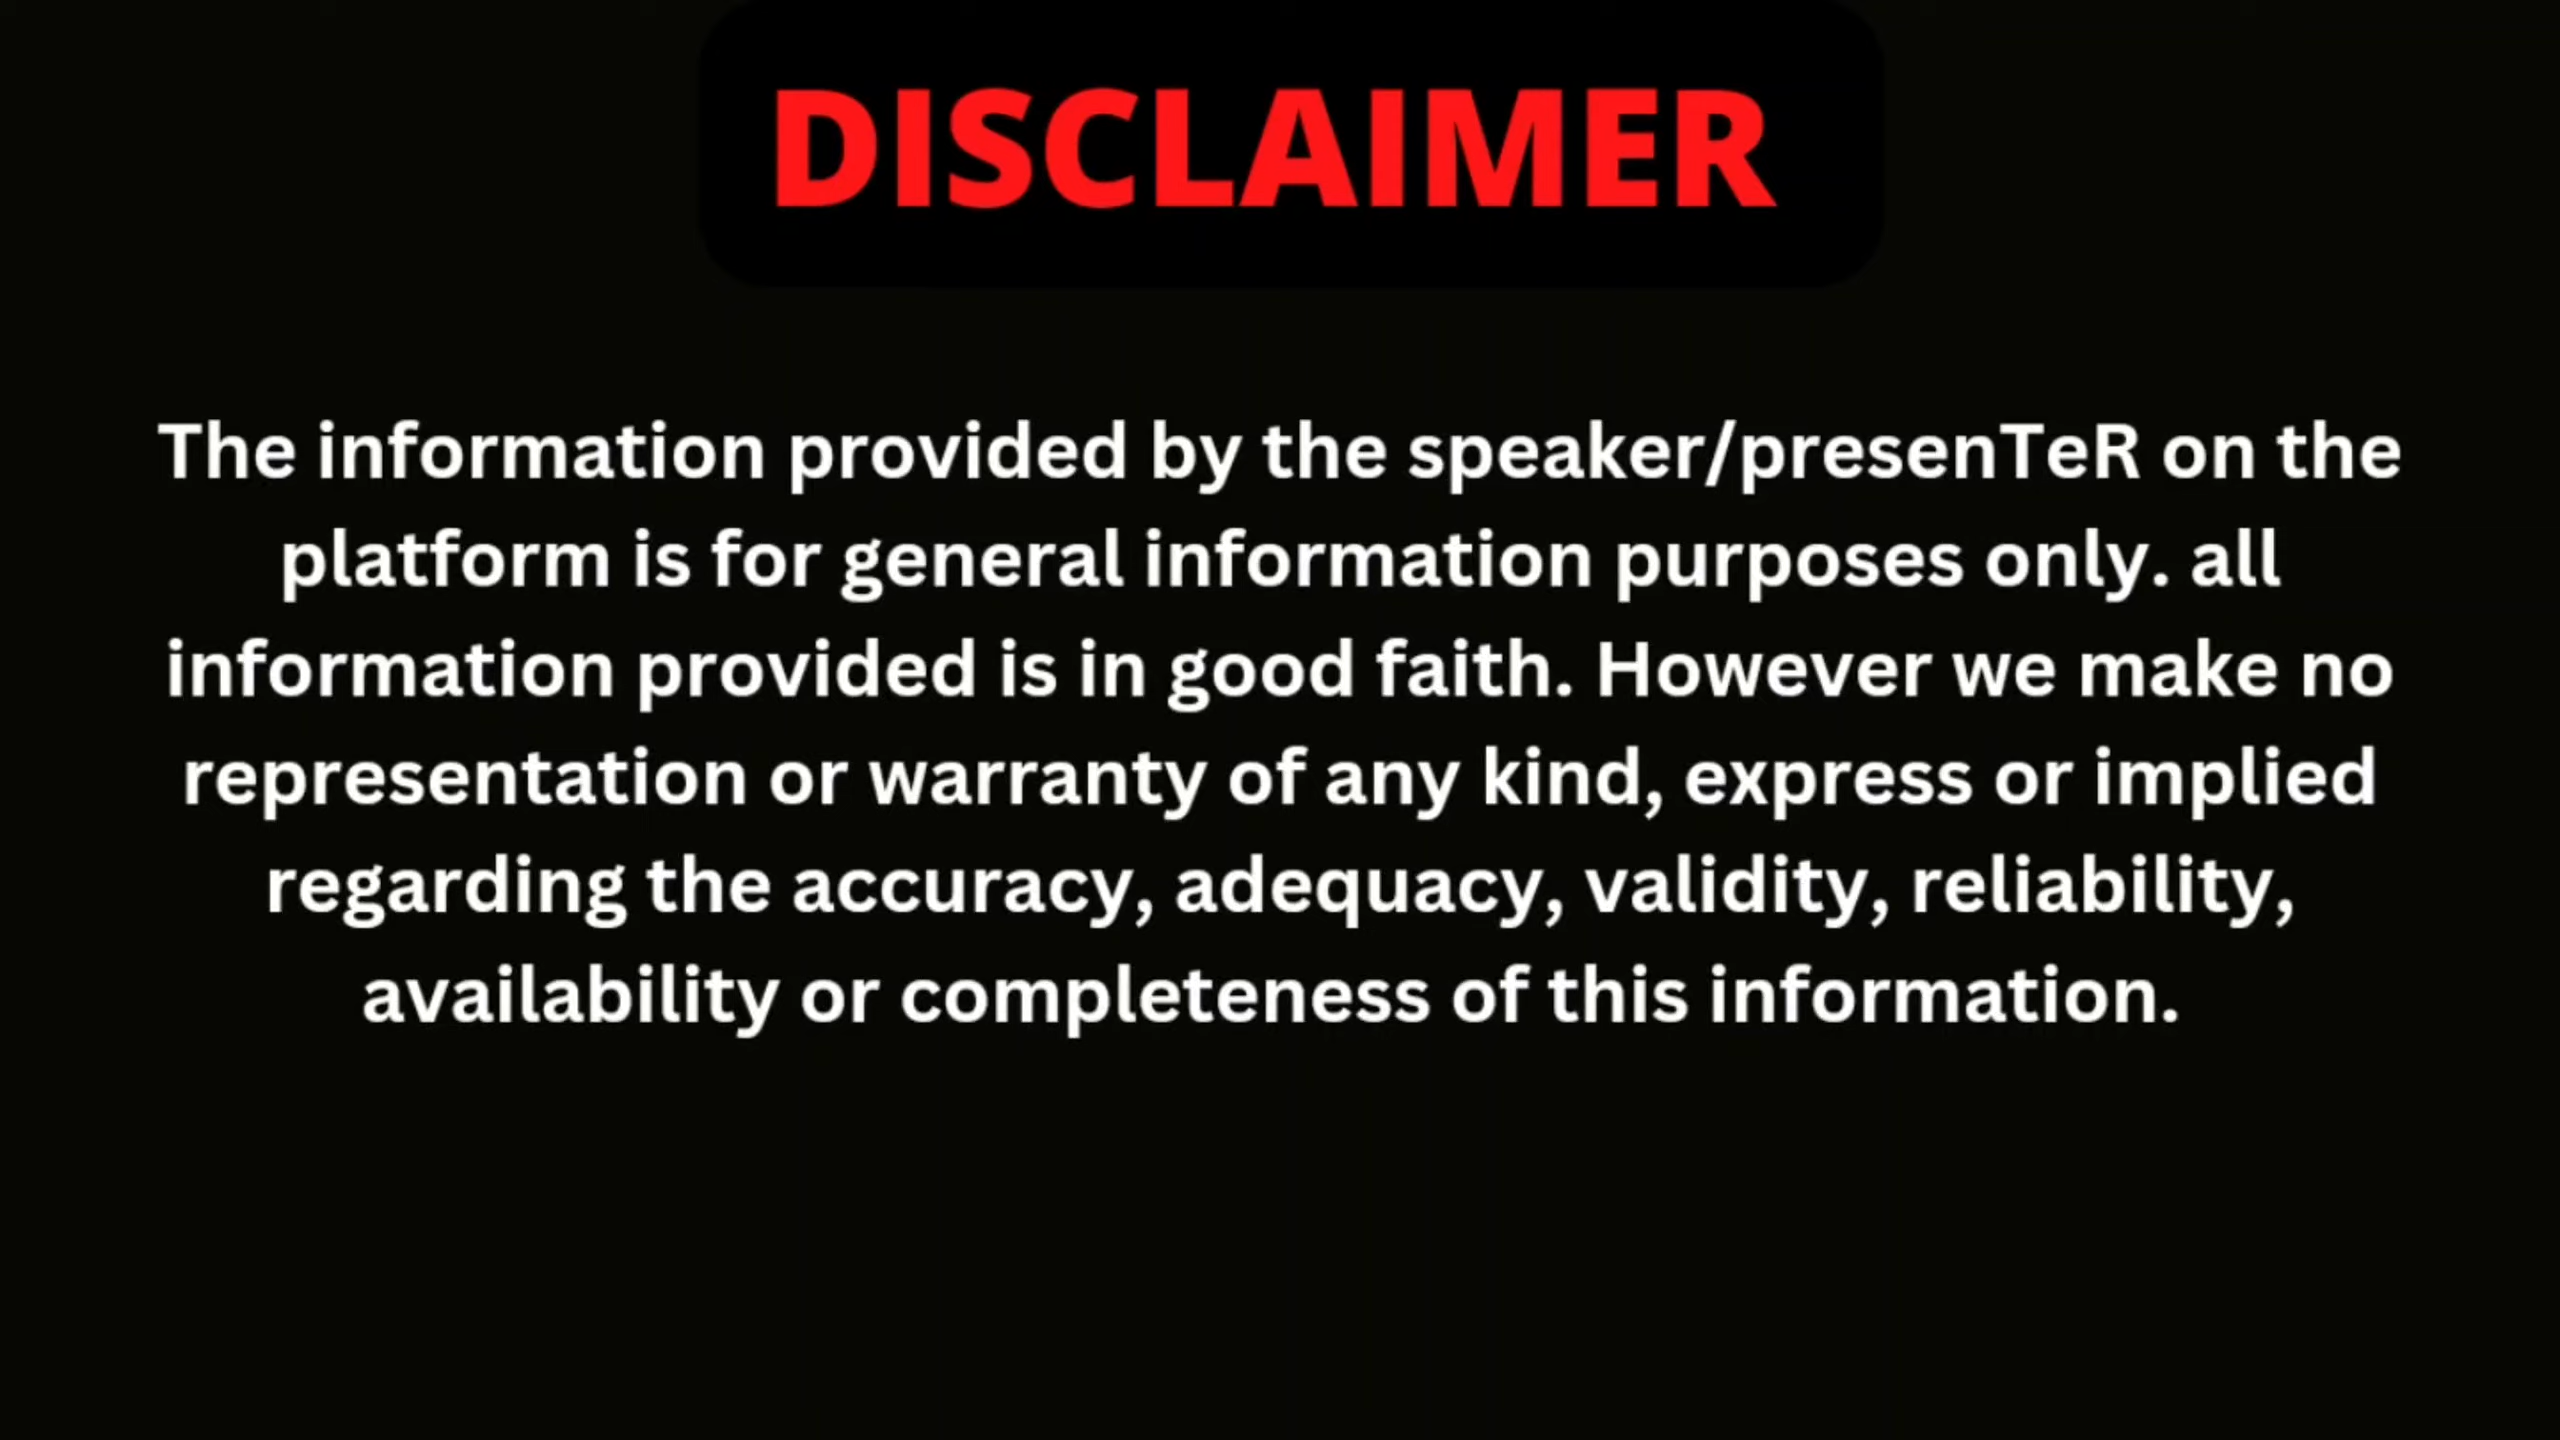 DISCLAIMER
The information provided by the speaker/presenTeR on the
platform is for general information purposes only. all
information provided is in good faith. However we make no
representation or warranty of any kind, express or implied
regarding the accuracy, adequacy, validity, reliability,
availability or completeness of this information.